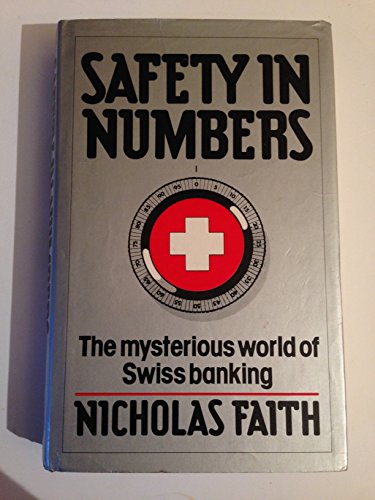 SAFETY IN
NUMBERS
The mysterious world of
Swiss banking
NICHOLAS FAITH